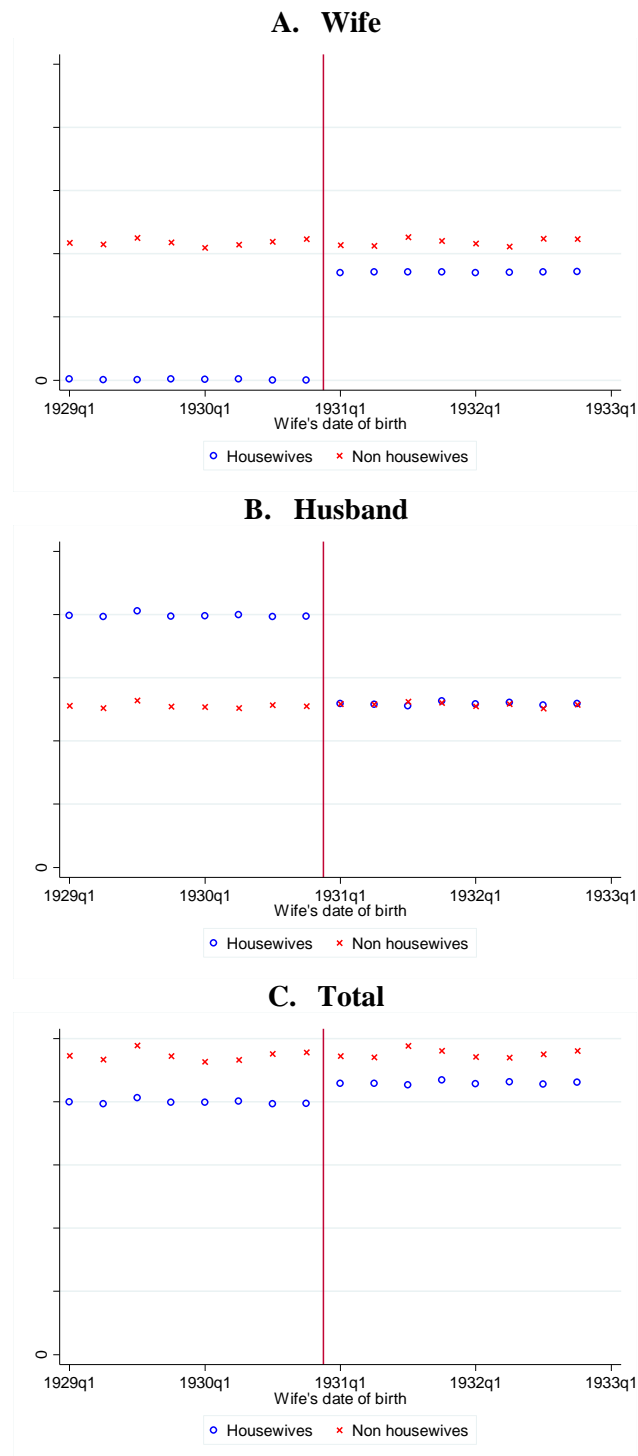 A. Wife
0
1929q1 1930q1 1931q1 1932q1 1933q1
Wife's date of birth
Housewives Non housewives
B. Husband
0
1929q1 1930q1 1931q1 1932q1 1933q1
Wife's date of birth
Housewives Non housewives
C. Total
0
1929q1 1930q1 1931q1 1932q1 1933q1
Wife's date of birth
Housewives Non housewives